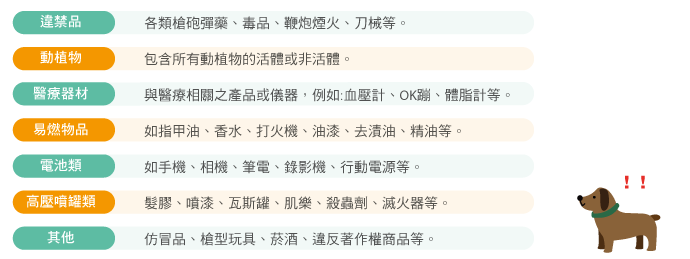 違禁品 各類槍砲彈藥、毒品、鞭炮煙火、刀械等。
動植物 包含所有動植物的活體或非活體。
醫療器材 與醫療相關之產品或儀器，例如:血壓計、OK蹦、體脂計等。
易燃物品 如指甲油、香水、打火機、油漆、去漬油、精油等。
電池類 如手機、相機、筆電、錄影機、行動電源等。
高壓噴罐類 髮膠、噴漆、瓦斯罐、肌樂、殺蟲劑、滅火器等。
其他 仿冒品、槍型玩具、菸酒、違反著作權商品等。
!!